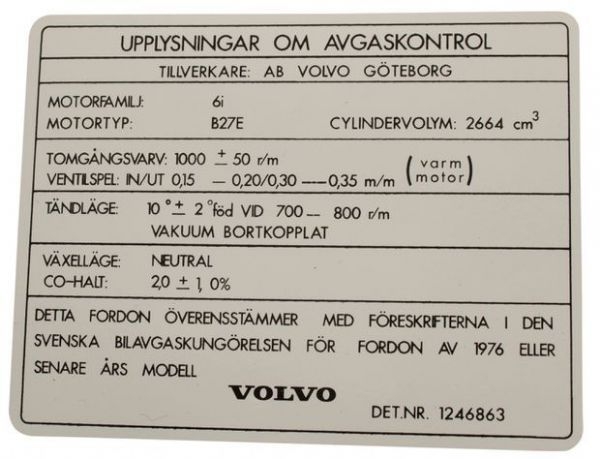 UPPLYSNINGAR OM AVGASKONTROL
TILLVERKARE: AB VOLVO GÖTEBORG
MOTORFAMILJ: 6i
MOTORTYP: B27E CYLINDERVOLYM: 2664 cm³
TOMGÅNGSVARV: 1000 ± 50 r/m (varm
VENTILSPEL: IN/UT 0,15 — 0,20/0,30 —0,35 m/m motor)
TÄNDLÄGE: 10° ± 2°föd VID 700— 800 r/m
VAKUUM BORTKOPPLAT
VÄXELLÄGE: NEUTRAL
CO-HALT: 2,0 ± 1,0%
DETTA FORDON ÖVERENSSTÄMMER MED FÖRESKRIFTERNA I DEN
SVENSKA BILAVGASKUNGÖRELSEN FÖR FORDON AV 1976 ELLER
SENARE ÅRS MODELL
VOLVO
DET.NR. 1246863